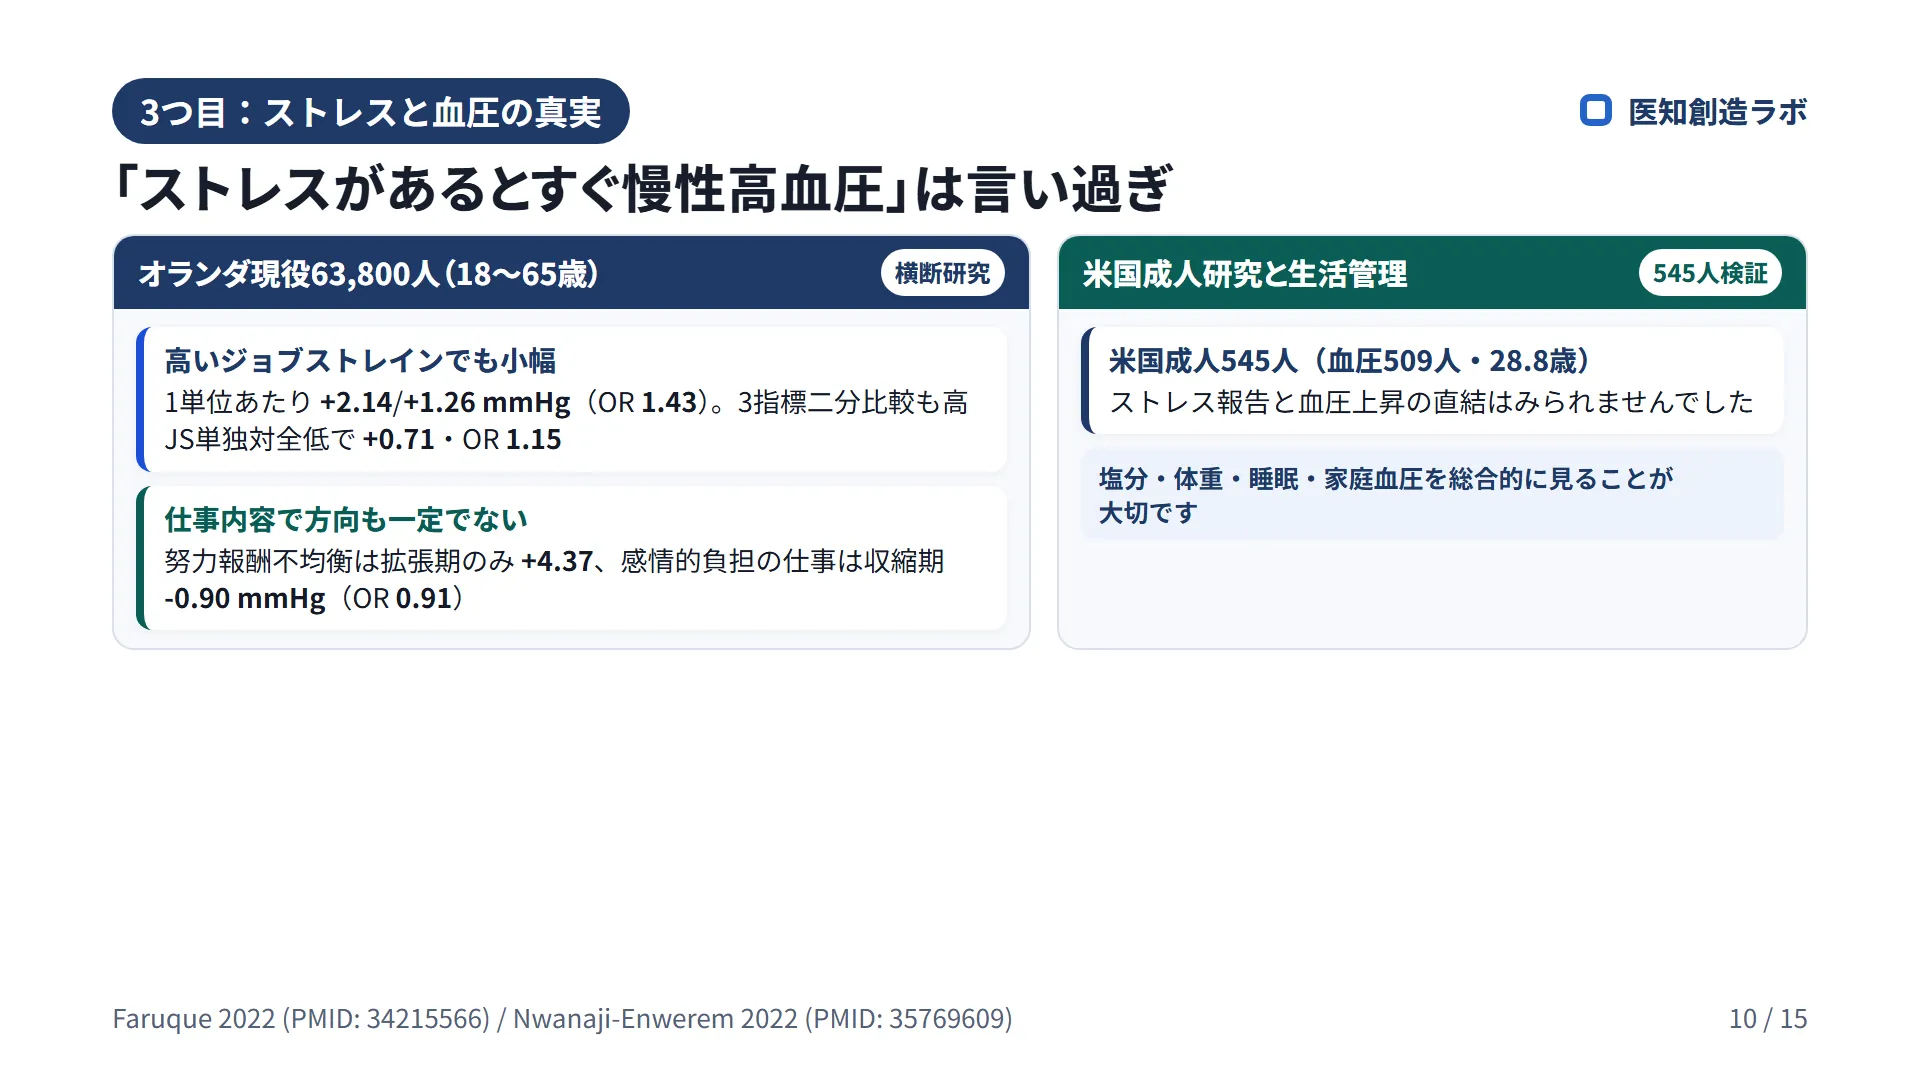 3つ目：ストレスと血圧の真実
医知創造ラボ
「ストレスがあるとすぐ慢性高血圧」は言い過ぎ
オランダ現役63,800人（18〜65歳）
横断研究
高いジョブストレインでも小幅
1単位あたり +2.14/+1.26 mmHg（OR 1.43）。3指標二分比較も高
JS単独対全低で +0.71・OR 1.15
仕事内容で方向も一定でない
努力報酬不均衡は拡張期のみ +4.37、感情的負担の仕事は収縮期
-0.90 mmHg（OR 0.91）
米国成人研究と生活管理
545人検証
米国成人545人（血圧509人・28.8歳）
ストレス報告と血圧上昇の直結はみられませんでした
塩分・体重・睡眠・家庭血圧を総合的に見ることが
大切です
Faruque 2022 (PMID: 34215566) / Nwanaji-Enwerem 2022 (PMID: 35769609)
10 / 15